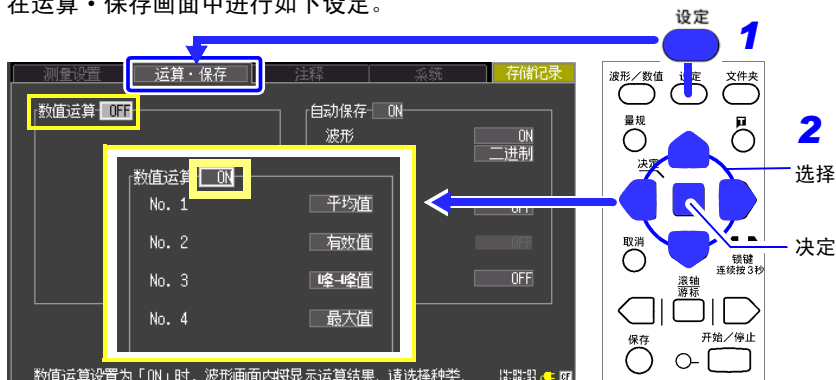 在运算・保存画面中进行如下设定。
设定
1
测量设置 运算・保存 注释 系统 存储记录
波形／数值 设定 文件夹
数值运算 OFF
自动保存 ON
波形 ON
二进制
量规
2
选择
决定
数值运算 ON
No. 1 平均值
No. 2 有效值
No. 3 峰-峰值
No. 4 最大值
OFF
OFF
OFF
取消
决定
锁键
连续按3秒
滚轴
游标
保存
开始／停止
数值运算设置为「ON」时，波形画面内将显示运算结果。请选择种类。